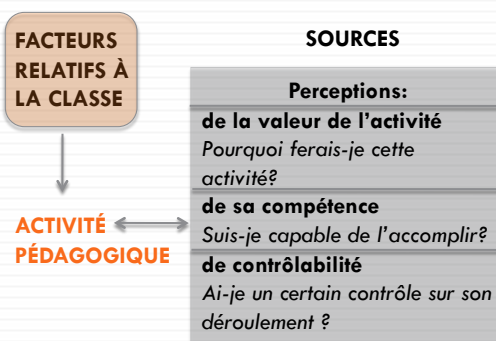 FACTEURS
RELATIFS À
LA CLASSE
ACTIVITÉ
PÉDAGOGIQUE
SOURCES
Perceptions:
de la valeur de l'activité
Pourquoi ferais-je cette
activité?
de sa compétence
Suis-je capable de l'accomplir?
de contrôlabilité
Ai-je un certain contrôle sur son
déroulement ?